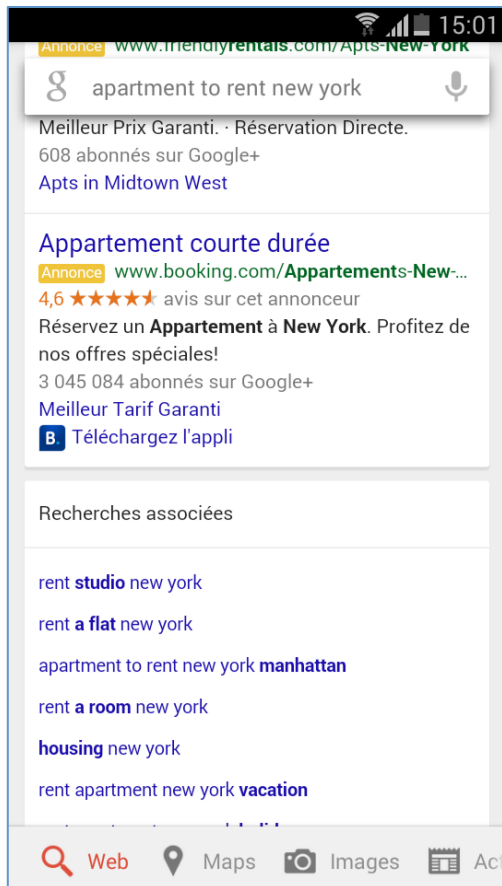 15:01
Annonce www.friendlyrentals.com/Apts-New-York
g apartment to rent new york
Meilleur Prix Garanti. · Réservation Directe.
608 abonnés sur Google+
Apts in Midtown West
Appartement courte durée
Annonce www.booking.com/Appartements-New-...
4,6 ★★★★★ avis sur cet annonceur
Réservez un Appartement à New York. Profitez de
nos offres spéciales!
3 045 084 abonnés sur Google+
Meilleur Tarif Garanti
B. Téléchargez l'appli
Recherches associées
rent studio new york
rent a flat new york
apartment to rent new york manhattan
rent a room new york
housing new york
rent apartment new york vacation
Web Maps Images Act